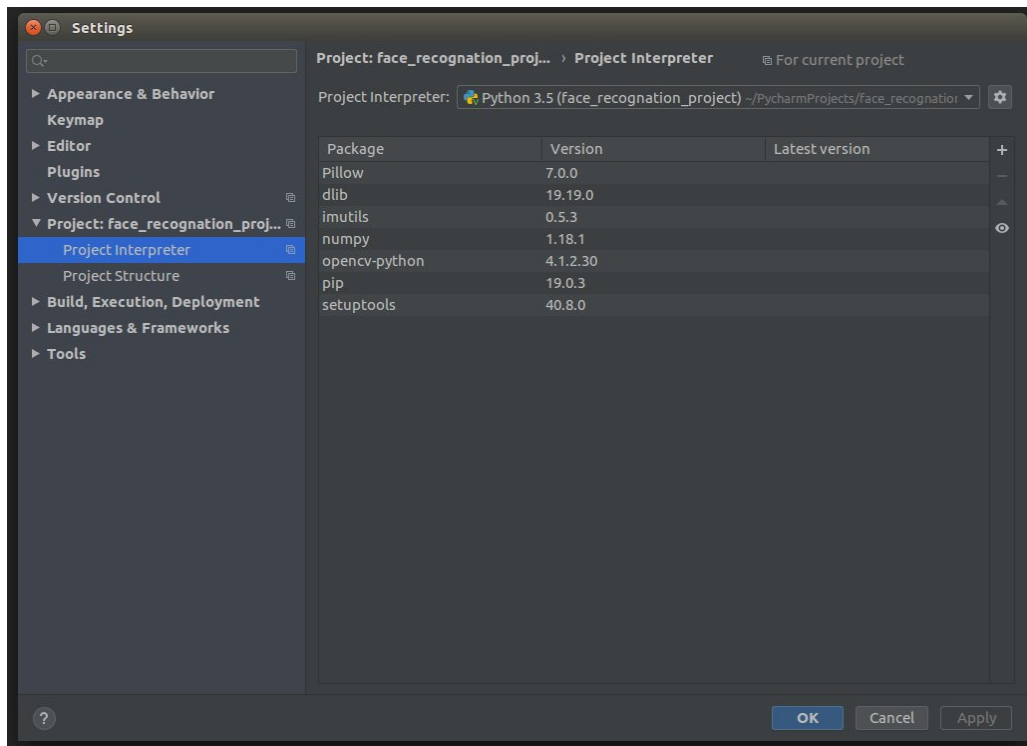 Settings
Project: face_recognation_proj... › Project Interpreter For current project
Project Interpreter: Python 3.5 (face_recognation_project) ~/PycharmProjects/face_recognation
Appearance & Behavior
Keymap
Editor
Plugins
Version Control
Project: face_recognation_proj...
Project Interpreter
Project Structure
Build, Execution, Deployment
Languages & Frameworks
Tools
Package Version Latest version
Pillow 7.0.0
dlib 19.19.0
imutils 0.5.3
numpy 1.18.1
opencv-python 4.1.2.30
pip 19.0.3
setuptools 40.8.0
? OK Cancel Apply